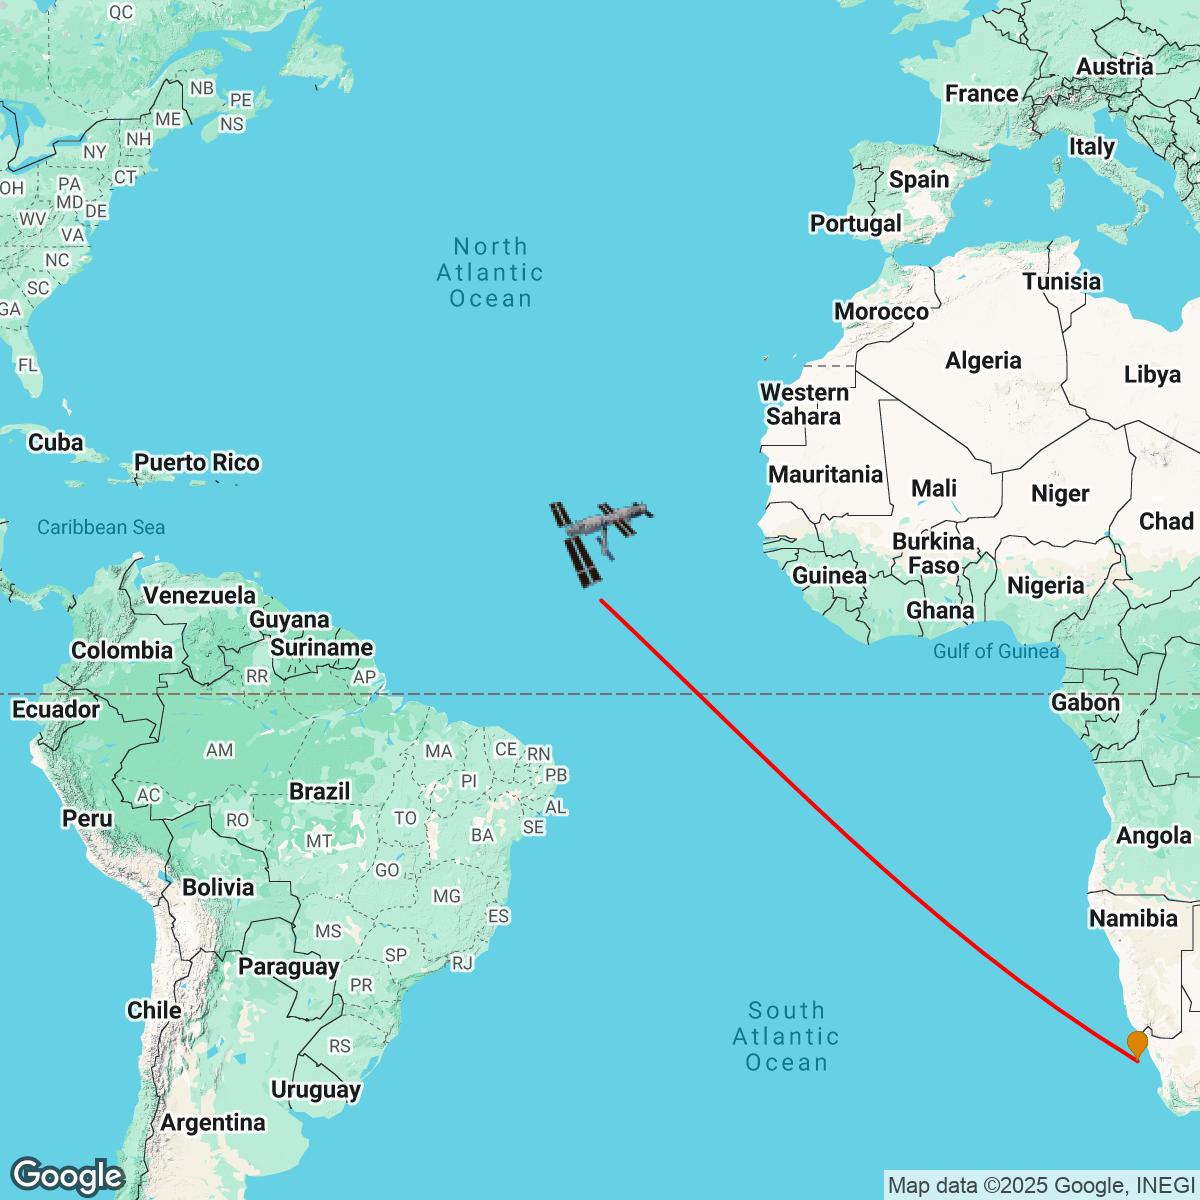 QC
NB
PE
ME
NS
NH
NY
CT
OH
PA
MD
DE
WV
VA
NC
SC
GA
FL
Austria
France
Italy
Spain
Portugal
North
Atlantic
Ocean
Tunisia
Morocco
Algeria
Libya
Western
Sahara
Cuba
Puerto Rico
Mauritania
Mali
Niger
Chad
Caribbean Sea
Burkina
Faso
Guinea
Nigeria
Ghana
Venezuela
Guyana
Suriname
Colombia
Gulf of Guinea
RR
AP
Ecuador
Gabon
AM
MA
CE
RN
PI
PB
AC
Brazil
AL
Peru
RO
TO
SE
MT
BA
Angola
GO
Bolivia
MG
ES
Namibia
MS
SP
RJ
Paraguay
PR
Chile
South
Atlantic
Ocean
RS
Uruguay
Argentina
Google
Map data ©2025 Google, INEGI